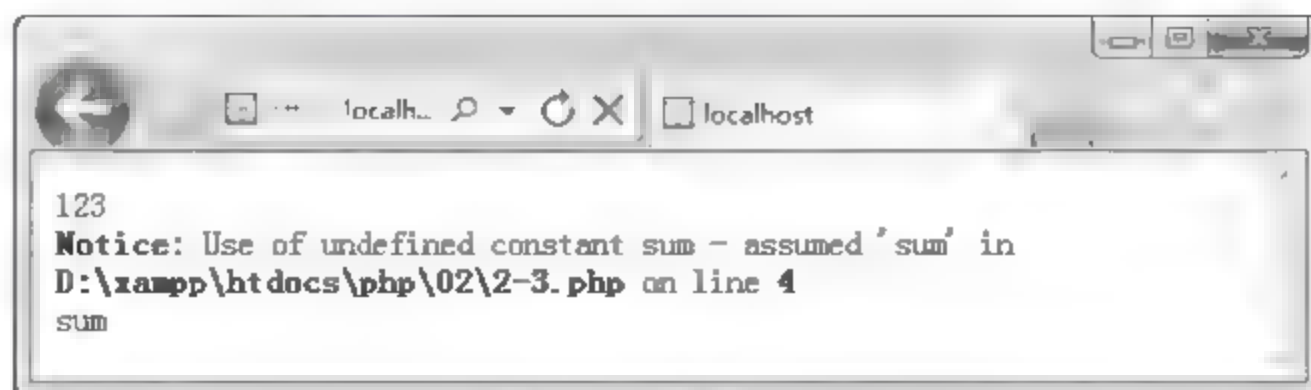 localh... localhost
123
Notice: Use of undefined constant sum - assumed 'sum' in
D:\xampp\htdocs\php\02\2-3.php on line 4
sum